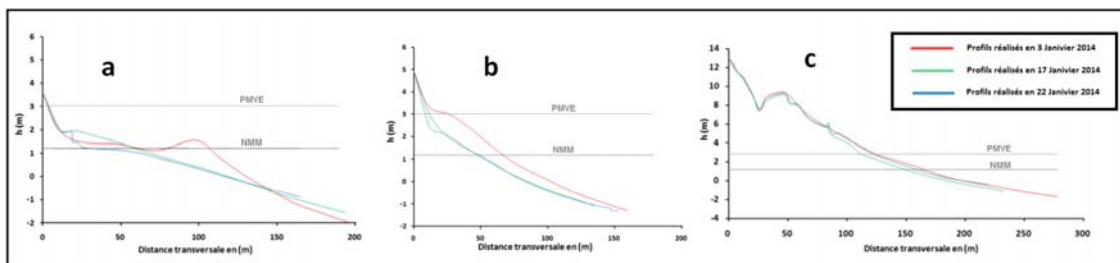 a
h (m)
6
5
4
3
2
1
0
-1
-2
PMVE
NMM
0
50
100
150
200
Distance transversale en (m)
b
h (m)
6
5
4
3
2
1
0
-1
-2
PMVE
NMM
0
50
100
150
200
Distance transversale en (m)
c
h (m)
14
12
10
8
6
4
2
0
-2
-4
PMVE
NMM
0
50
100
150
200
250
300
Distance transversale en (m)
Profils réalisés en 3 Janivier 2014
Profils réalisés en 17 Janivier 2014
Profils réalisés en 22 Janivier 2014